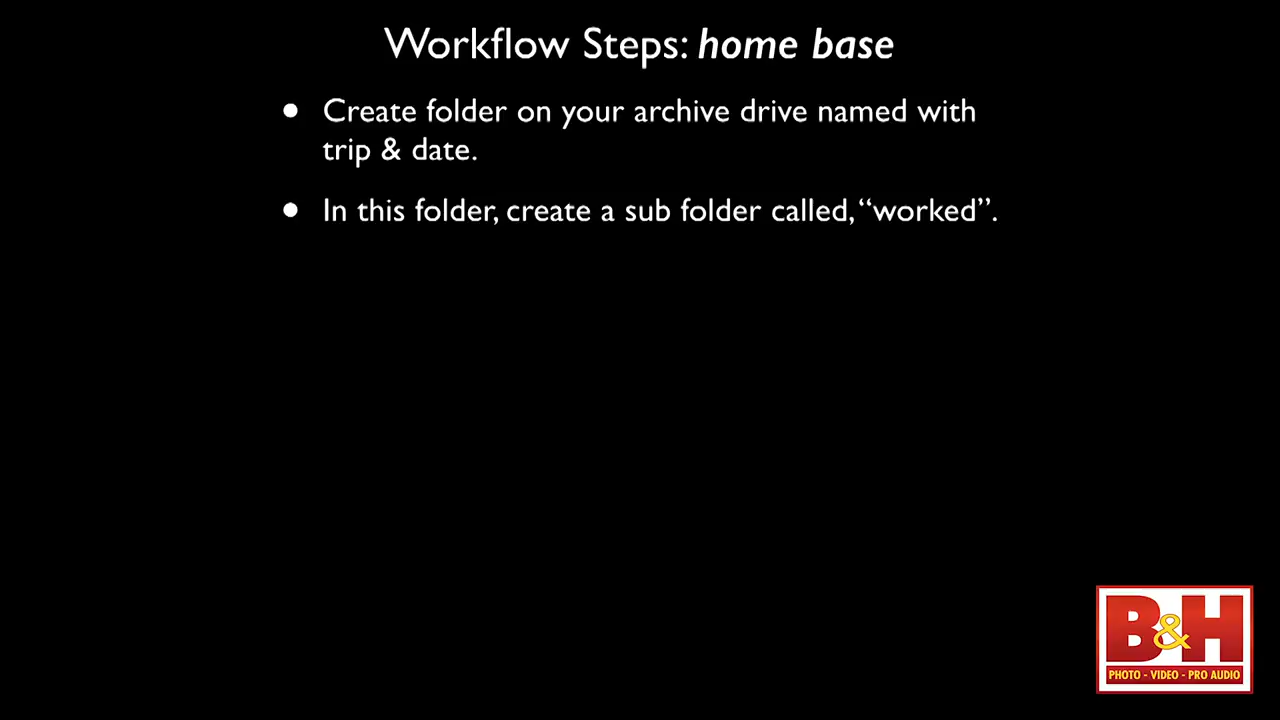 Workflow Steps: home base
• Create folder on your archive drive named with
trip & date.
• In this folder, create a sub folder called, “worked”.
B&H
PHOTO - VIDEO - PRO AUDIO